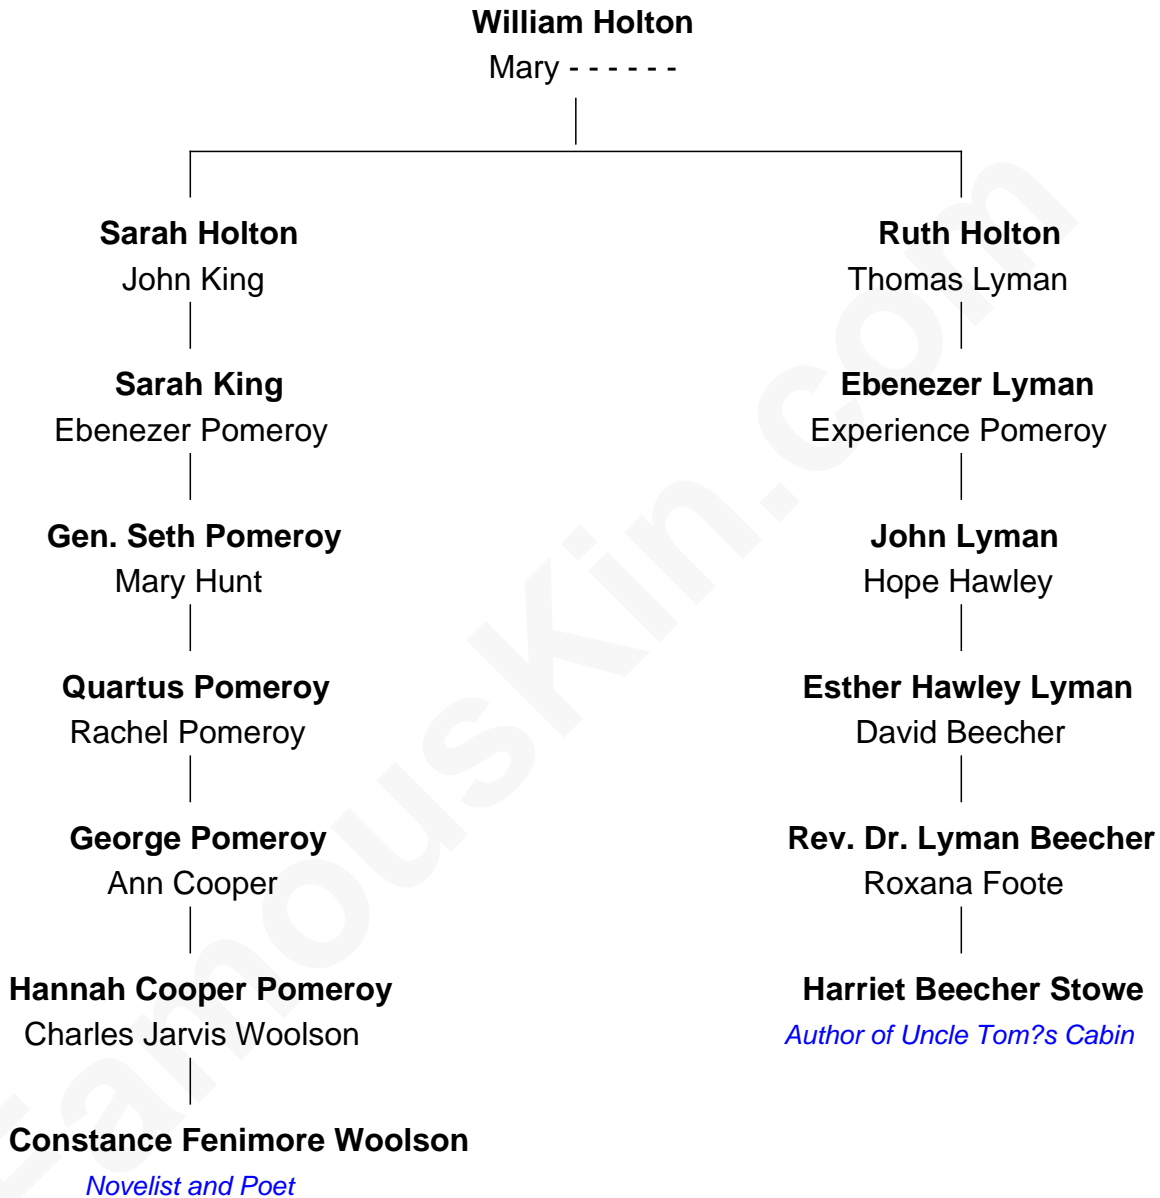 William Holton
Mary - - - - - -
Sarah Holton
John King
Ruth Holton
Thomas Lyman
Sarah King
Ebenezer Pomeroy
Ebenezer Lyman
Experience Pomeroy
Gen. Seth Pomeroy
Mary Hunt
John Lyman
Hope Hawley
Quartus Pomeroy
Rachel Pomeroy
Esther Hawley Lyman
David Beecher
George Pomeroy
Ann Cooper
Rev. Dr. Lyman Beecher
Roxana Foote
Hannah Cooper Pomeroy
Charles Jarvis Woolson
Harriet Beecher Stowe
Author of Uncle Tom?s Cabin
Constance Fenimore Woolson
Novelist and Poet
FamousKin.com